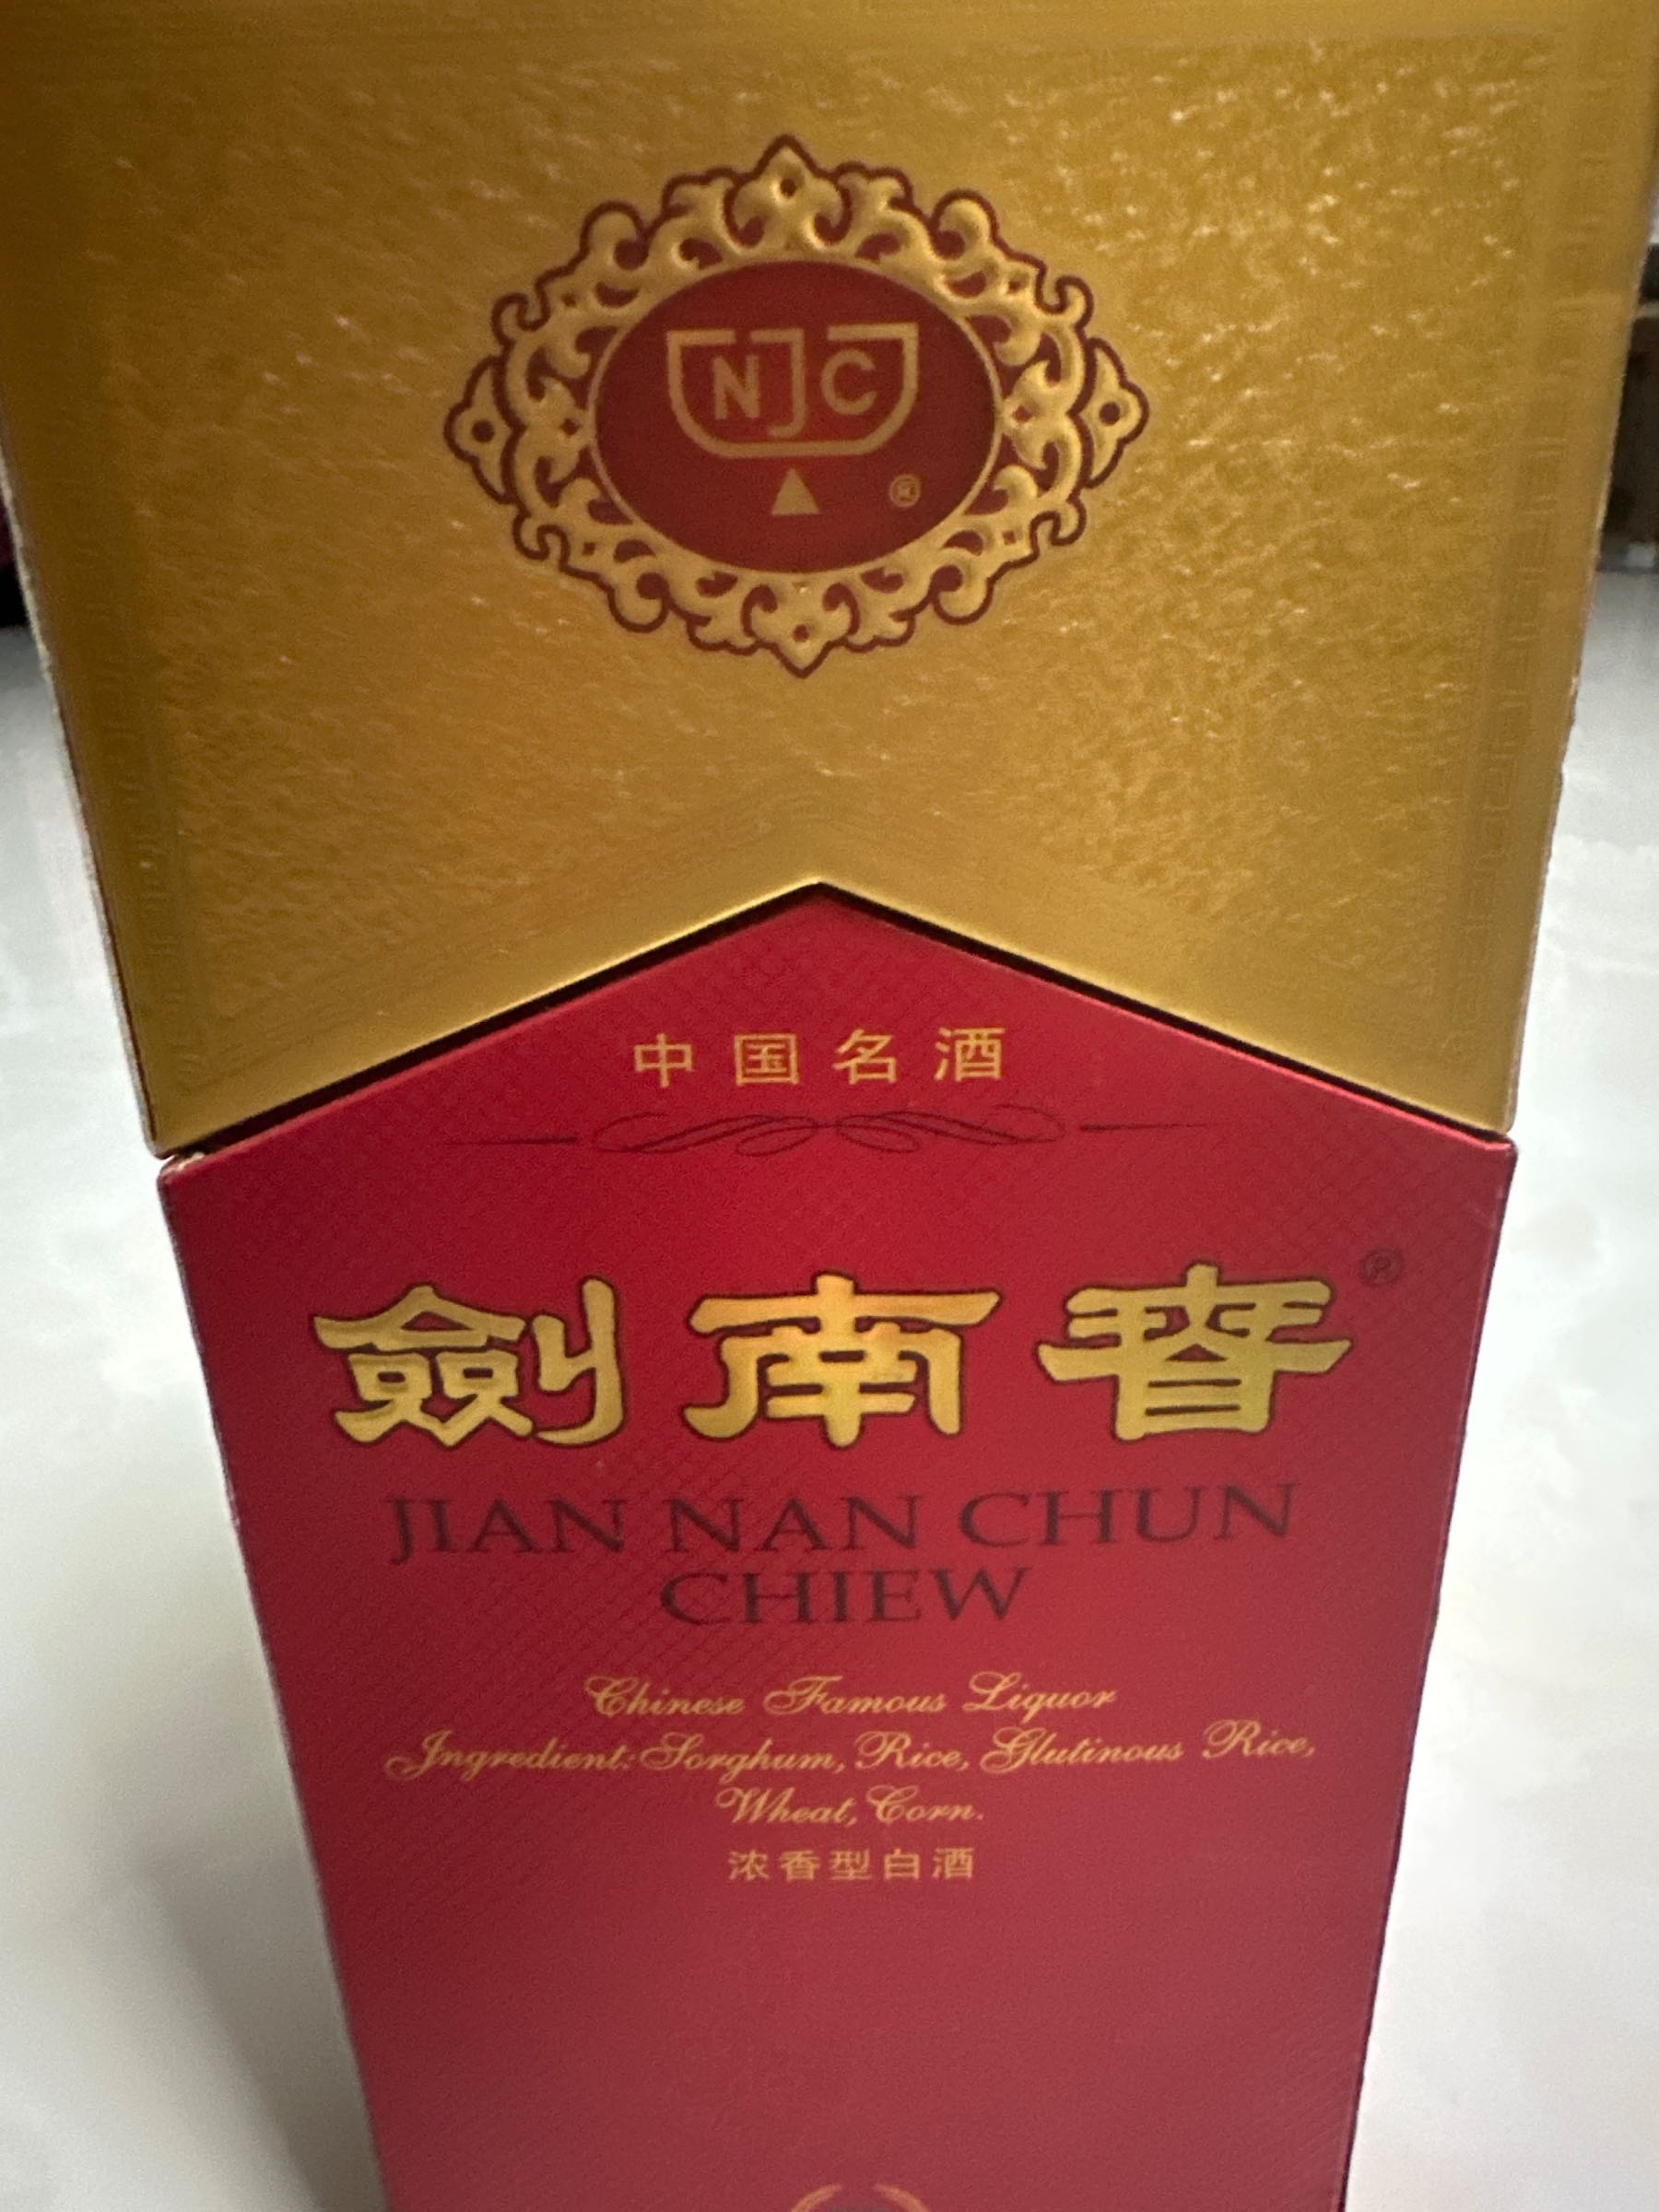 NJC
®
中国名酒
劍南春®
JIAN NAN CHUN
CHIEW
Chinese Famous Liquor
Ingredient: Sorghum, Rice, Glutinous Rice,
Wheat, Corn.
浓香型白酒